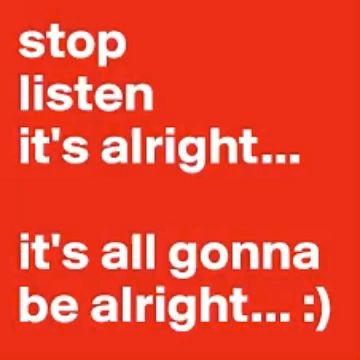 stop
listen
it's alright...
it's all gonna
be alright... :)